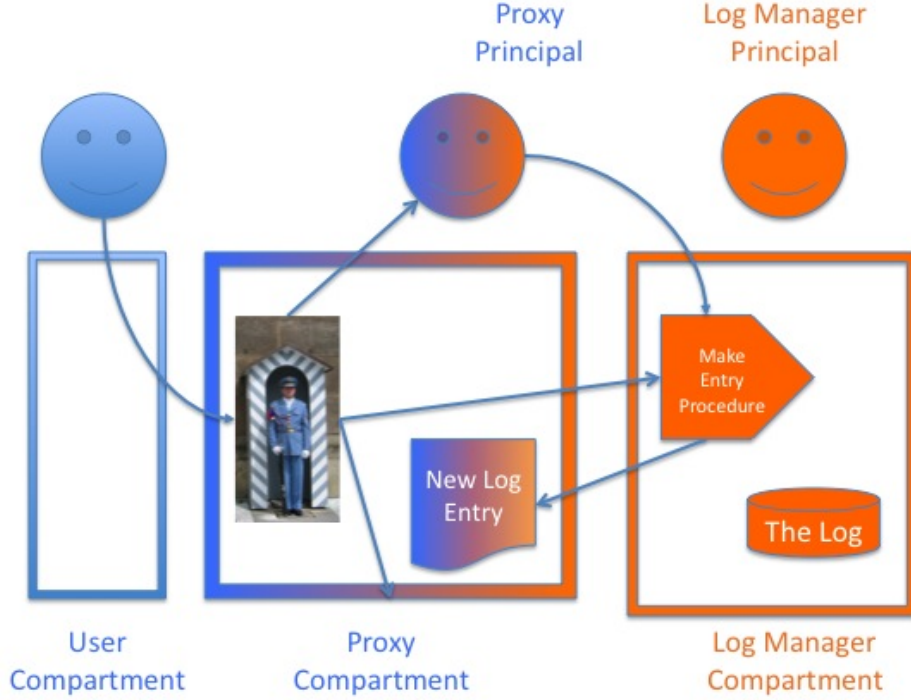 Proxy
Principal
Log Manager
Principal
Make
Entry
Procedure
New Log
Entry
The Log
User
Compartment
Proxy
Compartment
Log Manager
Compartment